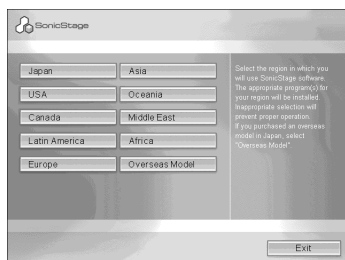 SonicStage
Japan
Asia
USA
Oceania
Canada
Middle East
Latin America
Africa
Europe
Overseas Model
Select the region in which you
will use SonicStage software.
The appropriate program(s) for
your region will be installed.
Inappropriate selection will
prevent proper operation.
If you purchased an overseas
model in Japan, select
"Overseas Model"
Exit